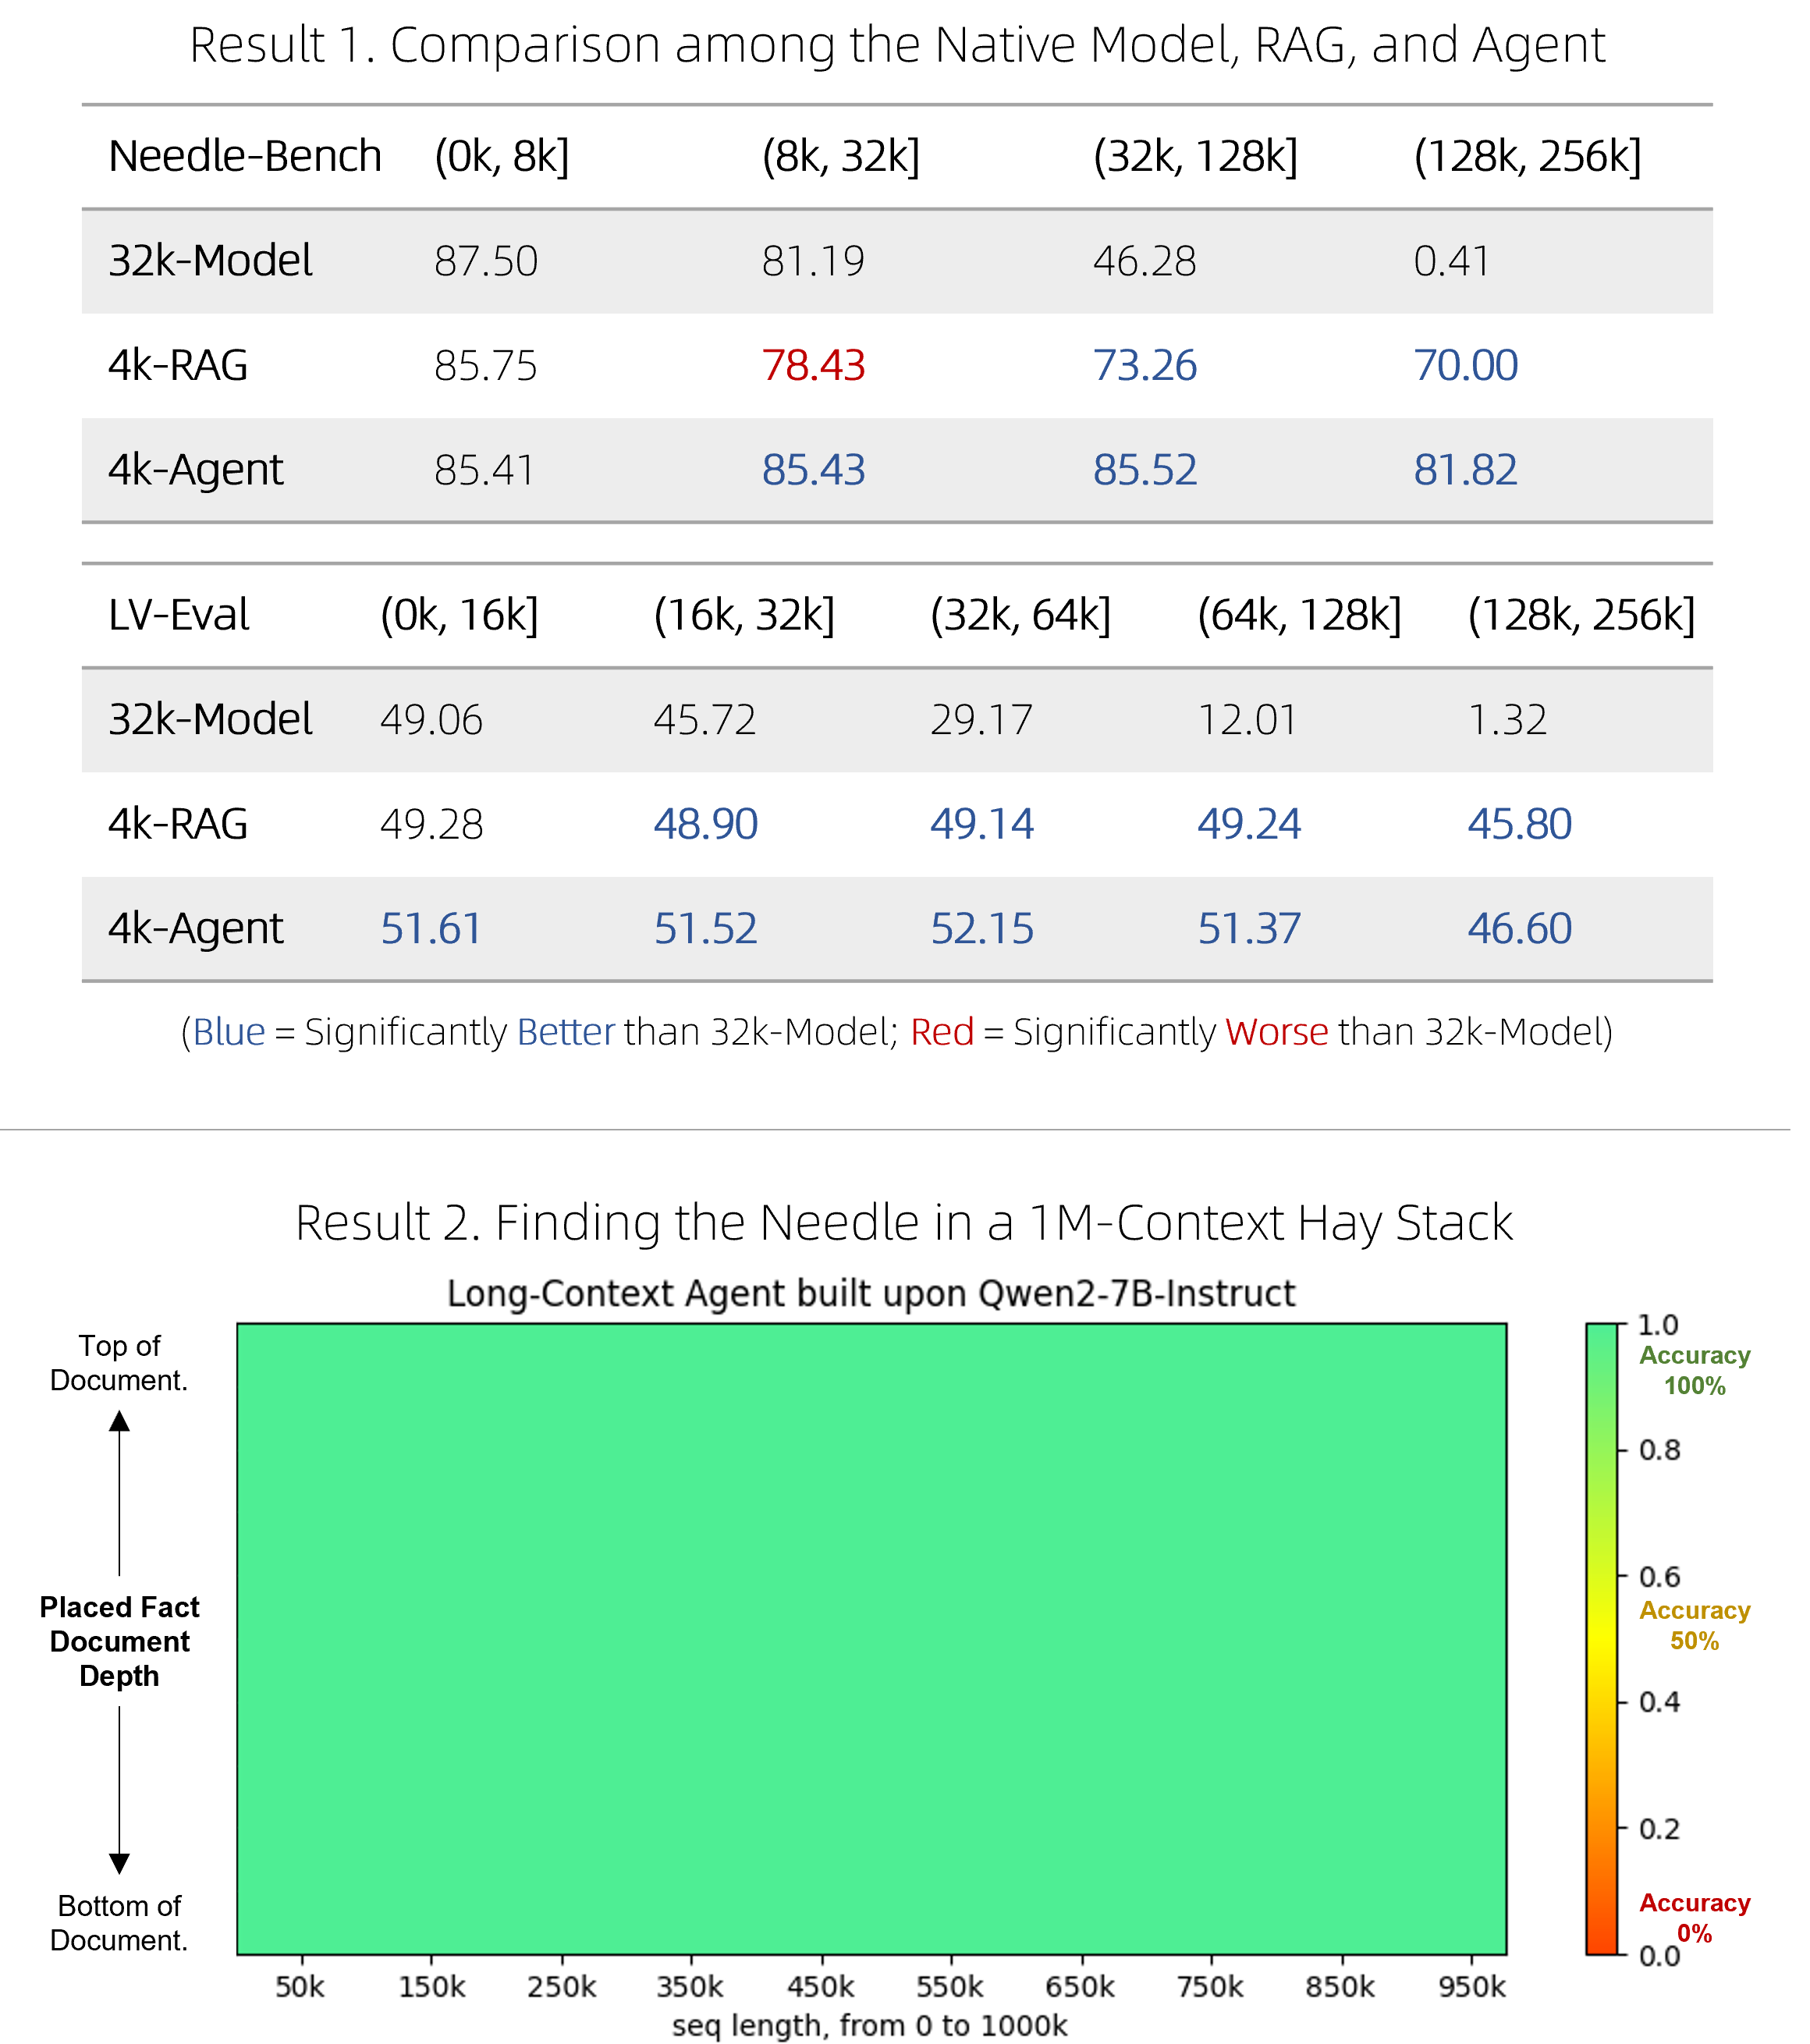 Result 1. Comparison among the Native Model, RAG, and Agent
Needle-Bench (0k, 8k] (8k, 32k] (32k, 128k] (128k, 256k]
32k-Model 87.50 81.19 46.28 0.41
4k-RAG 85.75 78.43 73.26 70.00
4k-Agent 85.41 85.43 85.52 81.82
LV-Eval (0k, 16k] (16k, 32k] (32k, 64k] (64k, 128k] (128k, 256k]
32k-Model 49.06 45.72 29.17 12.01 1.32
4k-RAG 49.28 48.90 49.14 49.24 45.80
4k-Agent 51.61 51.52 52.15 51.37 46.60
(Blue = Significantly Better than 32k-Model; Red = Significantly Worse than 32k-Model)
Result 2. Finding the Needle in a 1M-Context Hay Stack
Long-Context Agent built upon Qwen2-7B-Instruct
Top of
Document.
Placed Fact
Document
Depth
Bottom of
Document.
1.0
Accuracy
100%
0.8
0.6
Accuracy
50%
0.4
0.2
Accuracy
0%
0.0
50k 150k 250k 350k 450k 550k 650k 750k 850k 950k
seq length, from 0 to 1000k